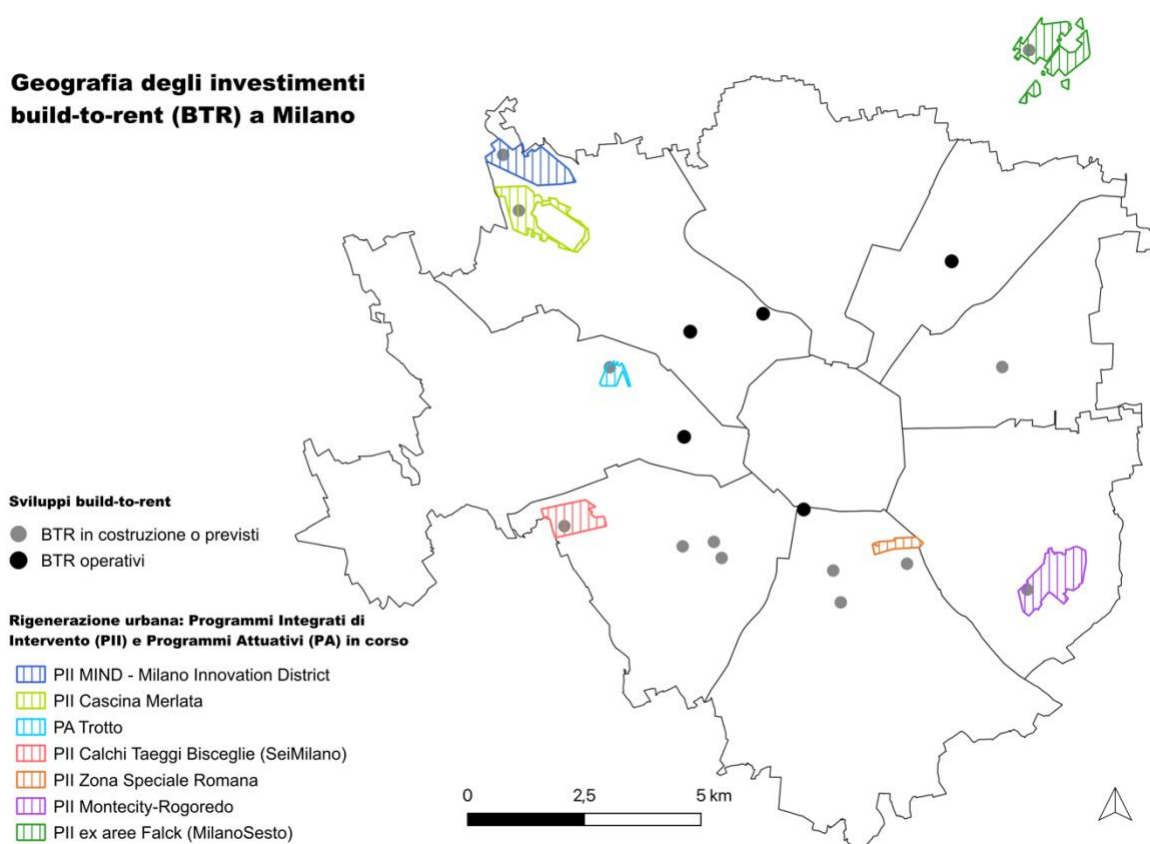 Geografia degli investimenti
build-to-rent (BTR) a Milano
Sviluppi build-to-rent
BTR in costruzione o previsti
BTR operativi
Rigenerazione urbana: Programmi Integrati di
Intervento (PII) e Programmi Attuativi (PA) in corso
PII MIND - Milano Innovation District
PII Cascina Merlata
PA Trotto
PII Calchi Taeggi Bisceglie (SeiMilano)
PII Zona Speciale Romana
PII Montecity-Rogoredo
PII ex aree Falck (MilanoSesto)
0 2,5 5 km